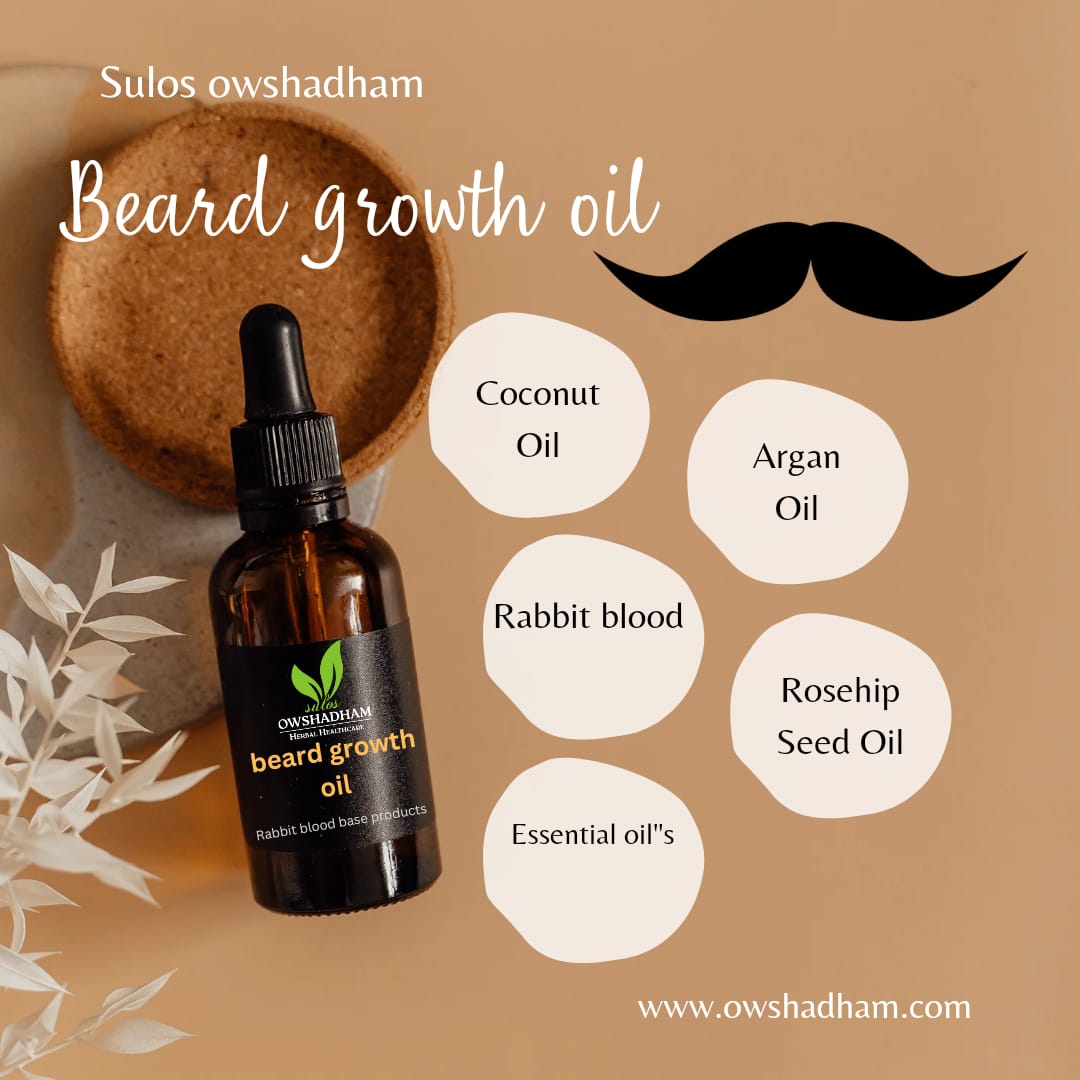 Sulos owshadham
Beard growth oil
Coconut
Oil
Argan
Oil
Rabbit blood
Rosehip
Seed Oil
Essential oil"s
sulos
OWSHADHAM
HERBAL HEALTHCARE
beard growth
oil
Rabbit blood base products
www.owshadham.com